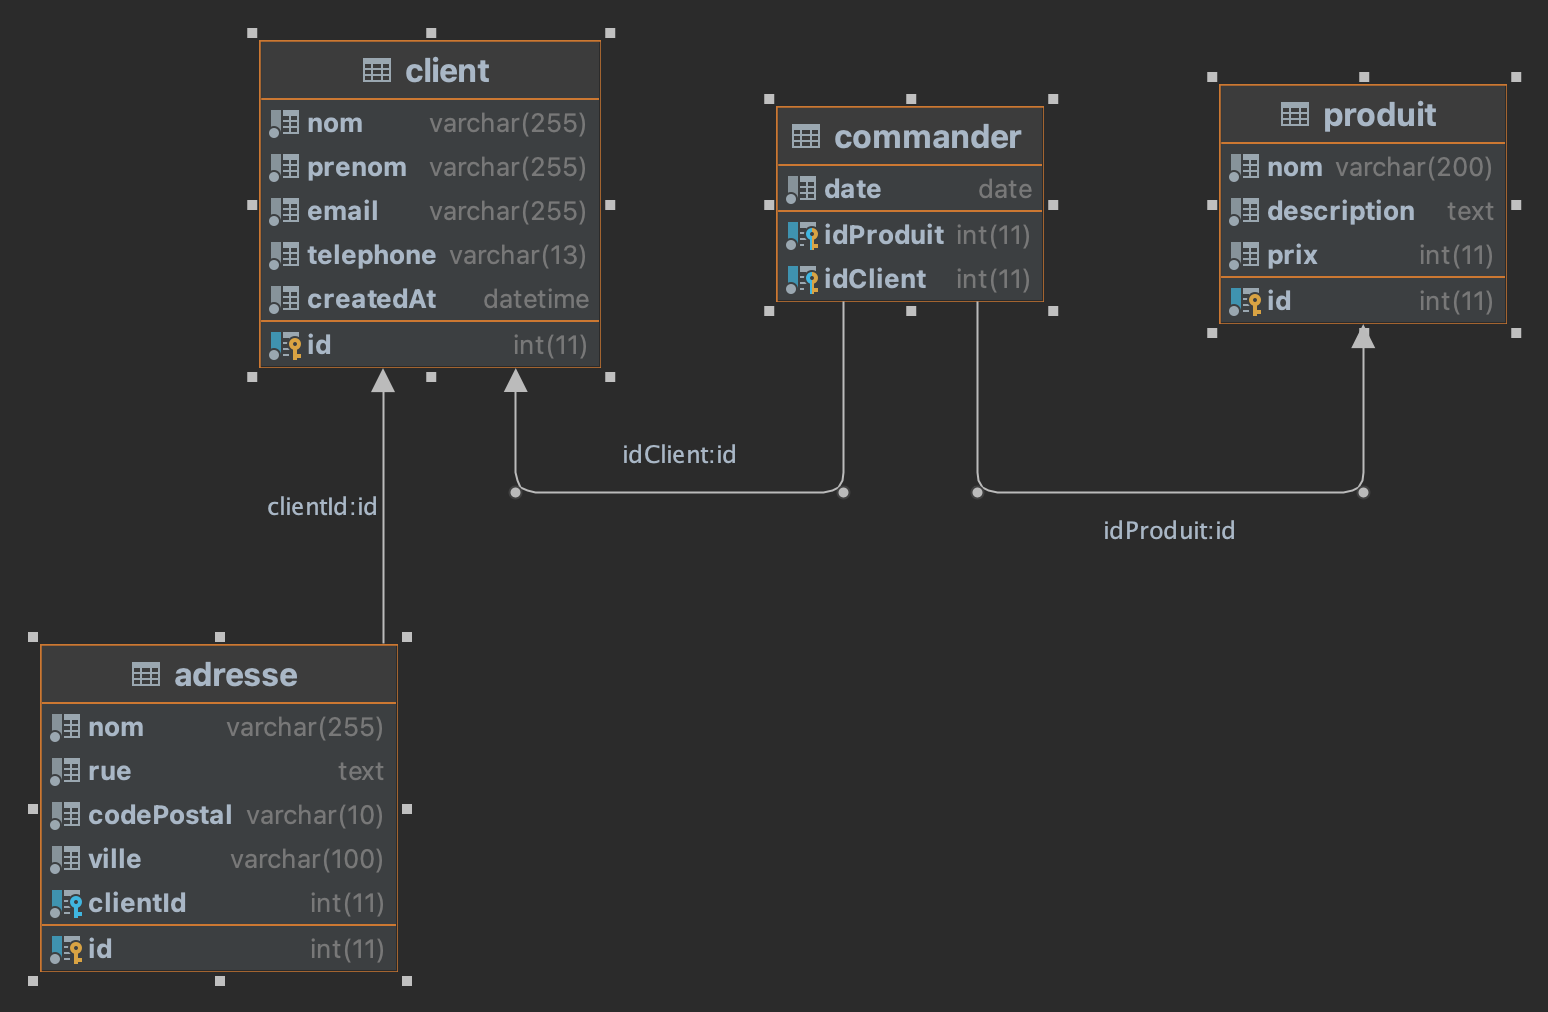 client
nom varchar(255)
prenom varchar(255)
email varchar(255)
telephone varchar(13)
createdAt datetime
id int(11)
commander
date date
idProduit int(11)
idClient int(11)
produit
nom varchar(200)
description text
prix int(11)
id int(11)
idClient:id
clientId:id
idProduit:id
adresse
nom varchar(255)
rue text
codePostal varchar(10)
ville varchar(100)
clientId int(11)
id int(11)